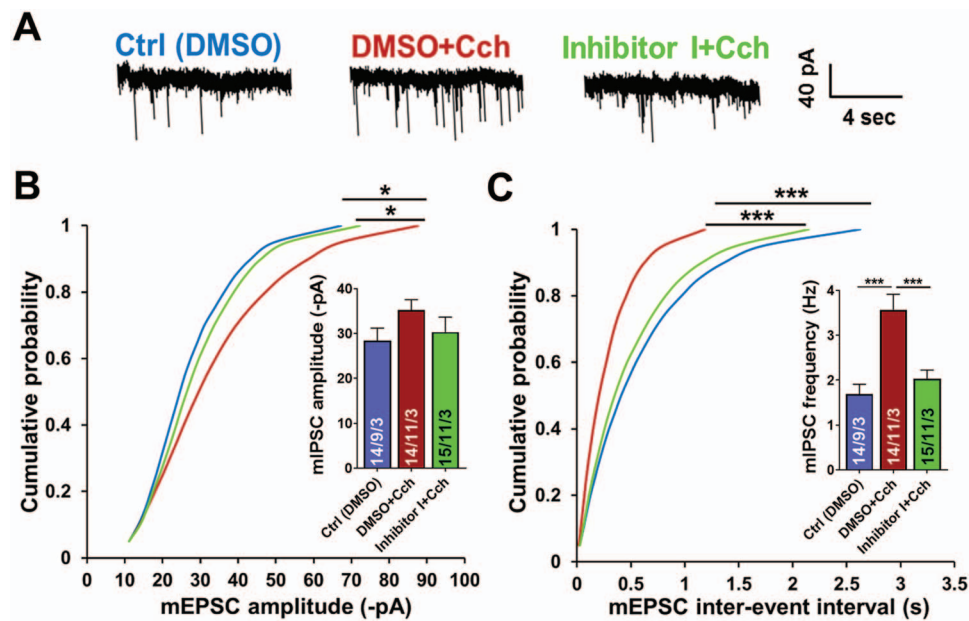 A
Ctrl (DMSO)
DMSO+Cch
Inhibitor I+Cch
40 pA
4 sec
B
*
*
Cumulative probability
1
0.8
0.6
0.4
0.2
0
0
10
20
30
40
50
60
70
80
90
100
mEPSC amplitude (-pA)
mIPSC amplitude (-pA)
40
30
20
10
0
14/9/3
14/11/3
15/11/3
Ctrl (DMSO)
DMSO+Cch
Inhibitor I+Cch
C
***
***
Cumulative probability
1
0.8
0.6
0.4
0.2
0
0
0.5
1
1.5
2
2.5
3
3.5
mEPSC inter-event interval (s)
mIPSC frequency (Hz)
*** ***
4
3
2
1
0
14/9/3
14/11/3
15/11/3
Ctrl (DMSO)
DMSO+Cch
Inhibitor I+Cch